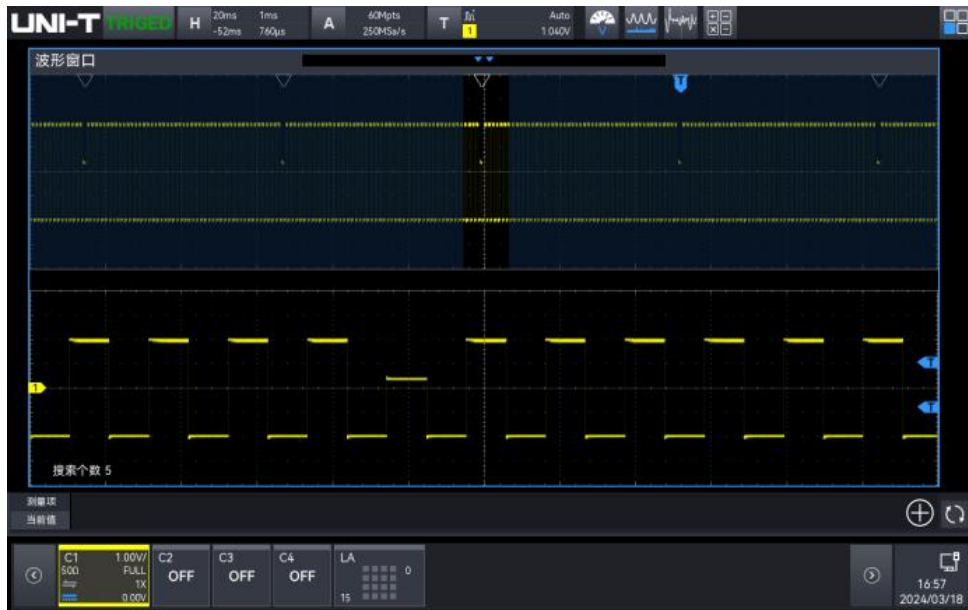 UNI-T TRIGED H 20ms 1ms A 60Mpts T 1 Auto
-52ms 760µs 250MSa/s 1.040V
V
波形窗口
T
T
1
T
搜索个数 5
测量项
当前值
C1 1.00V/ C2 C3 C4 LA
50Ω FULL OFF OFF OFF 0
1X
0.00V 15
16:57
2024/03/18